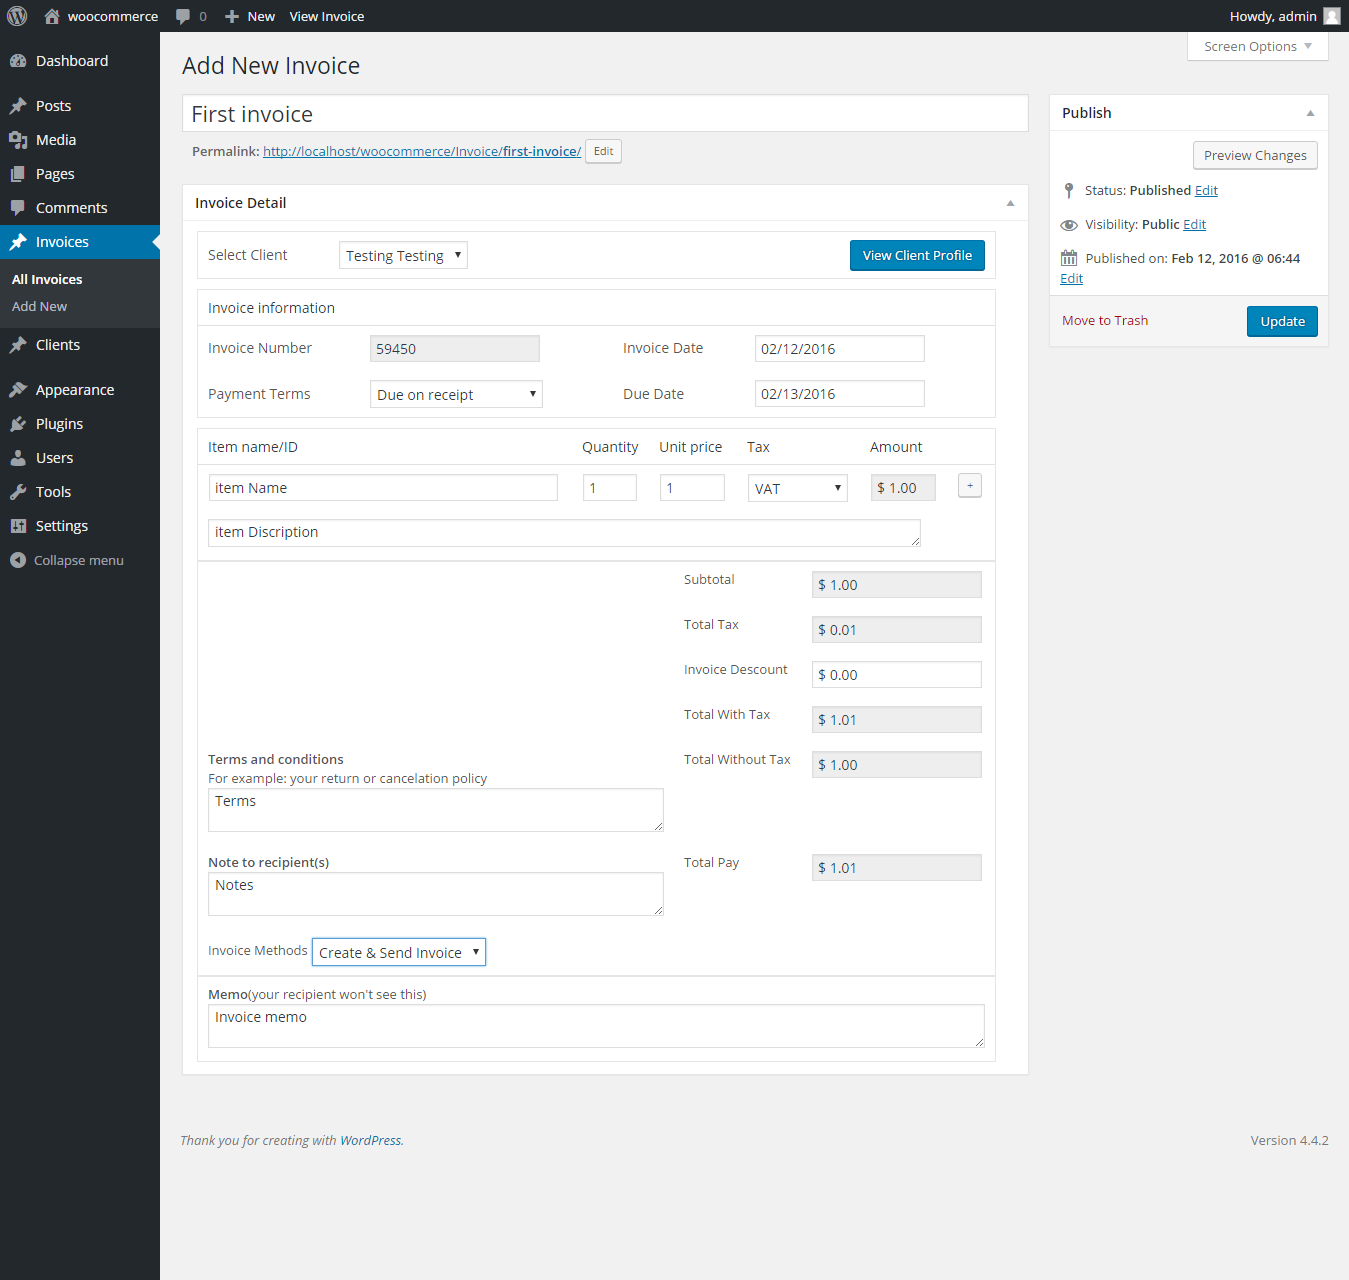 woocommerce 0 New View Invoice Howdy, admin
Screen Options
Dashboard
Posts
Media
Pages
Comments
Invoices
All Invoices
Add New
Clients
Appearance
Plugins
Users
Tools
Settings
Collapse menu
Add New Invoice
First invoice
Permalink: http://localhost/woocommerce/Invoice/first-invoice/ Edit
Invoice Detail
Select Client Testing Testing View Client Profile
Invoice information
Invoice Number 59450 Invoice Date 02/12/2016
Payment Terms Due on receipt Due Date 02/13/2016
Item name/ID Quantity Unit price Tax Amount
item Name 1 1 VAT $ 1.00 +
item Discription
Subtotal $ 1.00
Total Tax $ 0.01
Invoice Descount $ 0.00
Total With Tax $ 1.01
Total Without Tax $ 1.00
Terms and conditions
For example: your return or cancelation policy
Terms
Note to recipient(s)
Notes
Total Pay $ 1.01
Invoice Methods Create & Send Invoice
Memo(your recipient won't see this)
Invoice memo
Publish
Preview Changes
Status: Published Edit
Visibility: Public Edit
Published on: Feb 12, 2016 @ 06:44
Edit
Move to Trash Update
Thank you for creating with WordPress. Version 4.4.2